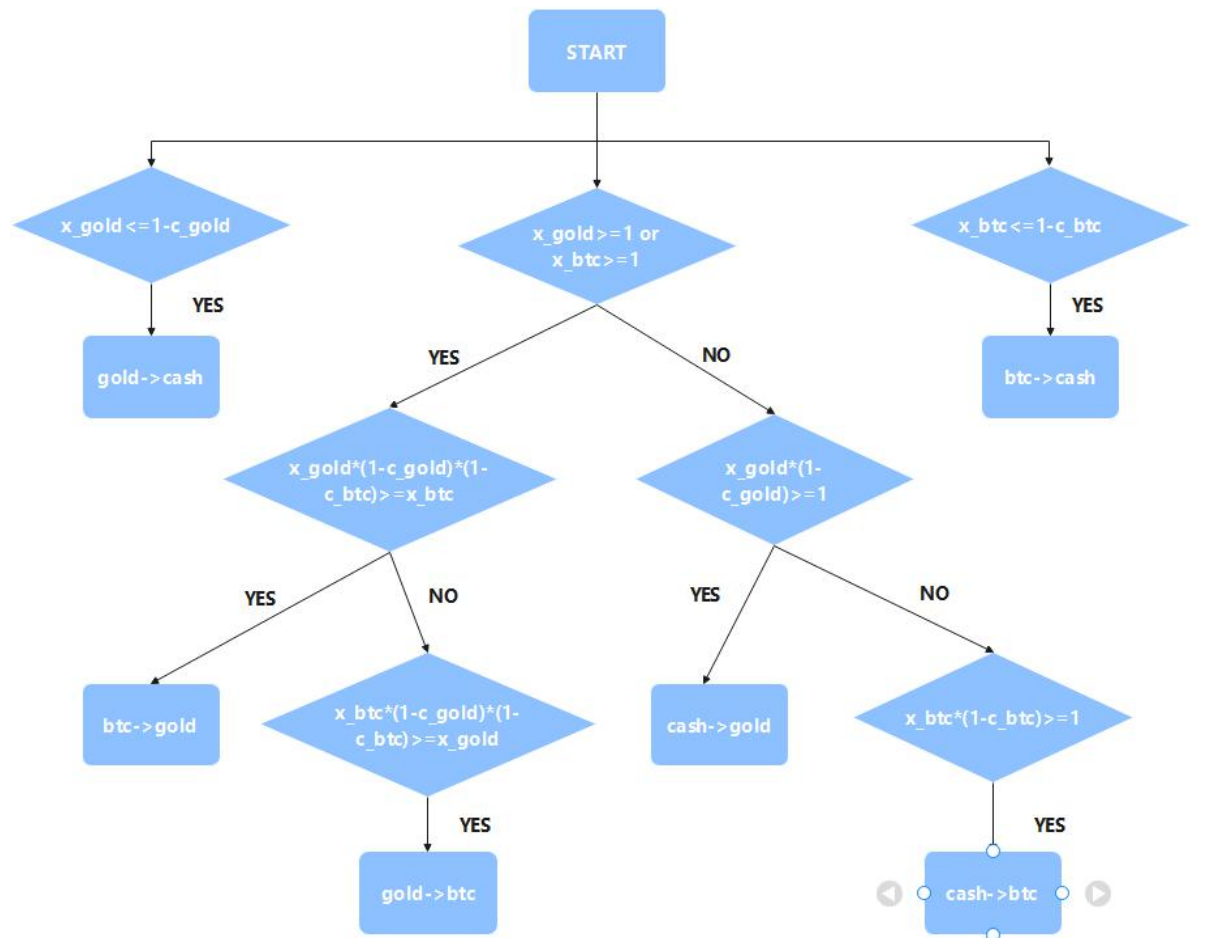 START
x_gold<=1-c_gold
x_gold>=1 or
x_btc>=1
x_btc<=1-c_btc
YES
YES
gold->cash
btc->cash
YES
NO
x_gold*(1-c_gold)*(1-
c_btc)>=x_btc
x_gold*(1-
c_gold)>=1
YES
NO
YES
NO
btc->gold
x_btc*(1-c_gold)*(1-
c_btc)>=x_gold
cash->gold
x_btc*(1-c_btc)>=1
YES
YES
gold->btc
cash->btc